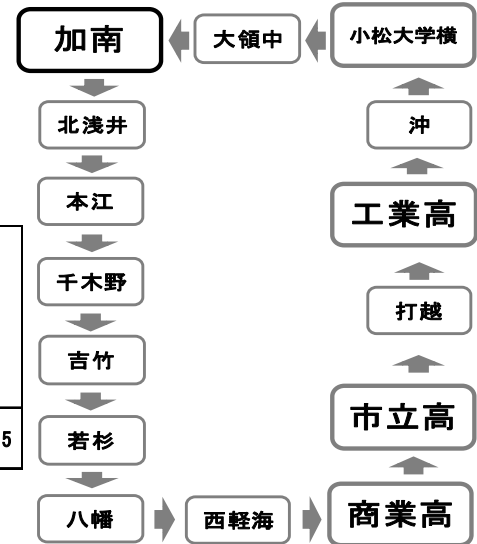 加南
大領中
小松大学横
北浅井
沖
本江
工業高
千木野
打越
吉竹
市立高
若杉
5
八幡
西軽海
商業高